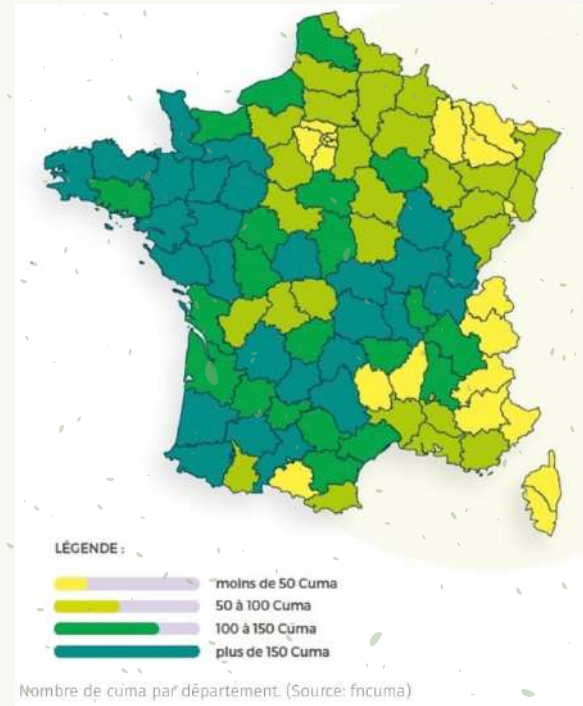 LÉGENDE :
moins de 50 Cuma
50 à 100 Cuma
100 à 150 Cuma
plus de 150 Cuma
Nombre de cuma par département. (Source: fncuma)